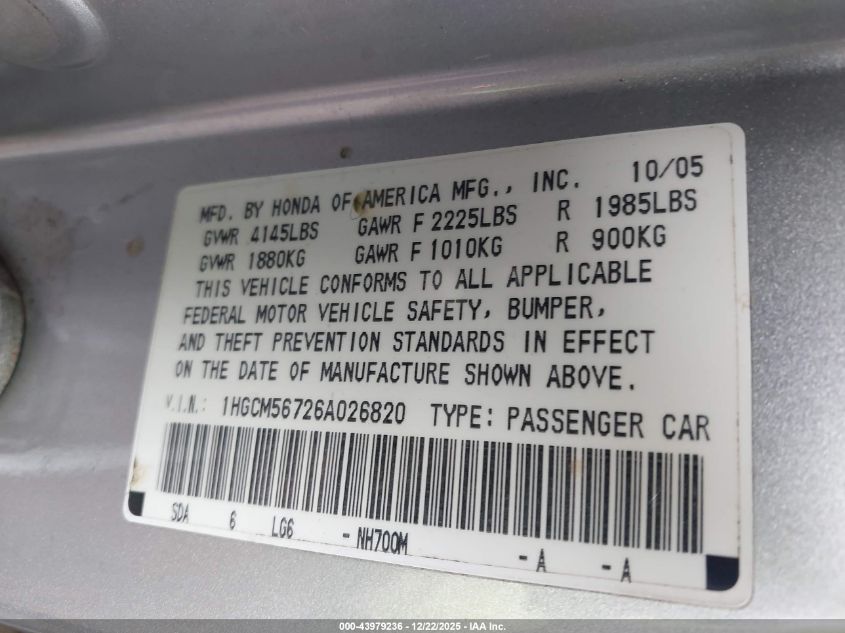 MFD. BY HONDA OF AMERICA MFG., INC. 10/05
GVWR 4145LBS GAWR F 2225LBS R 1985LBS
GVWR 1880KG GAWR F 1010KG R 900KG
THIS VEHICLE CONFORMS TO ALL APPLICABLE
FEDERAL MOTOR VEHICLE SAFETY, BUMPER,
AND THEFT PREVENTION STANDARDS IN EFFECT
ON THE DATE OF MANUFACTURE SHOWN ABOVE.
V.I.N.: 1HGCM56726A026820 TYPE: PASSENGER CAR
SDA 6 LG6 - NH700M - A - A
000-43979236 - 12/22/2025 - IAA Inc.